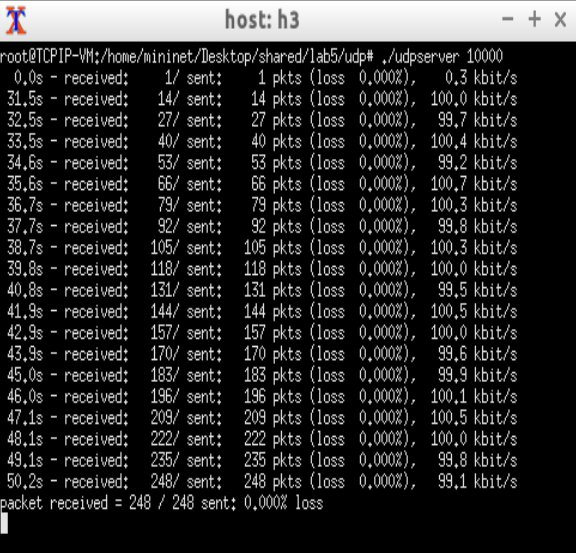 host: h3
root@TCPIP-VM:/home/mininet/Desktop/shared/lab5/udp# ./udpserver 10000
0.0s - received: 1/ sent: 1 pkts (loss 0.000%), 0.3 kbit/s
31.5s - received: 14/ sent: 14 pkts (loss 0.000%), 100.0 kbit/s
32.5s - received: 27/ sent: 27 pkts (loss 0.000%), 99.7 kbit/s
33.5s - received: 40/ sent: 40 pkts (loss 0.000%), 100.4 kbit/s
34.6s - received: 53/ sent: 53 pkts (loss 0.000%), 99.2 kbit/s
35.6s - received: 66/ sent: 66 pkts (loss 0.000%), 100.7 kbit/s
36.7s - received: 79/ sent: 79 pkts (loss 0.000%), 100.3 kbit/s
37.7s - received: 92/ sent: 92 pkts (loss 0.000%), 99.8 kbit/s
38.7s - received: 105/ sent: 105 pkts (loss 0.000%), 100.3 kbit/s
39.8s - received: 118/ sent: 118 pkts (loss 0.000%), 100.0 kbit/s
40.8s - received: 131/ sent: 131 pkts (loss 0.000%), 99.5 kbit/s
41.9s - received: 144/ sent: 144 pkts (loss 0.000%), 100.5 kbit/s
42.9s - received: 157/ sent: 157 pkts (loss 0.000%), 100.0 kbit/s
43.9s - received: 170/ sent: 170 pkts (loss 0.000%), 99.6 kbit/s
45.0s - received: 183/ sent: 183 pkts (loss 0.000%), 99.9 kbit/s
46.0s - received: 196/ sent: 196 pkts (loss 0.000%), 100.1 kbit/s
47.1s - received: 209/ sent: 209 pkts (loss 0.000%), 100.5 kbit/s
48.1s - received: 222/ sent: 222 pkts (loss 0.000%), 100.0 kbit/s
49.1s - received: 235/ sent: 235 pkts (loss 0.000%), 99.8 kbit/s
50.2s - received: 248/ sent: 248 pkts (loss 0.000%), 99.1 kbit/s
packet received = 248 / 248 sent: 0.000% loss